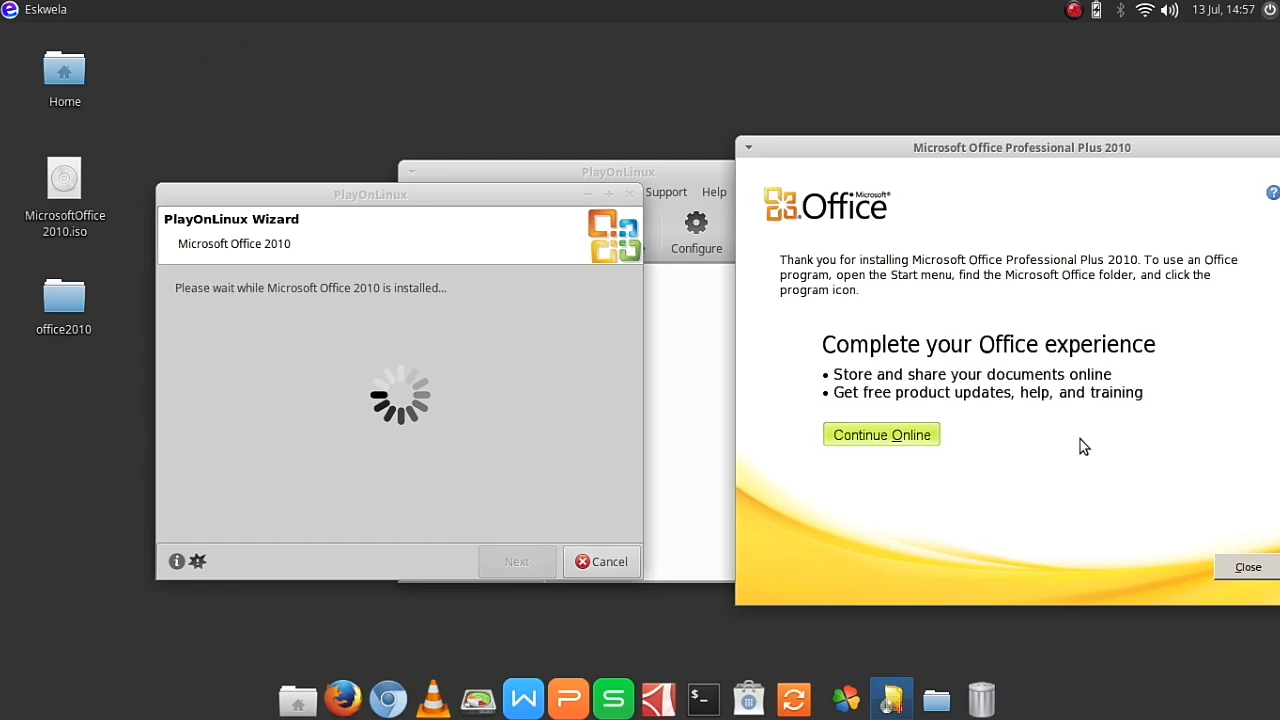 Eskwela
13 Jul, 14:57
Home
MicrosoftOffice
2010.iso
office2010
PlayOnLinux
Support Help
Configure
PlayOnLinux
PlayOnLinux Wizard
Microsoft Office 2010
Please wait while Microsoft Office 2010 is installed...
Next
Cancel
Microsoft Office Professional Plus 2010
Microsoft®
Office
Thank you for installing Microsoft Office Professional Plus 2010. To use an Office
program, open the Start menu, find the Microsoft Office folder, and click the
program icon.
Complete your Office experience
• Store and share your documents online
• Get free product updates, help, and training
Continue Online
Close